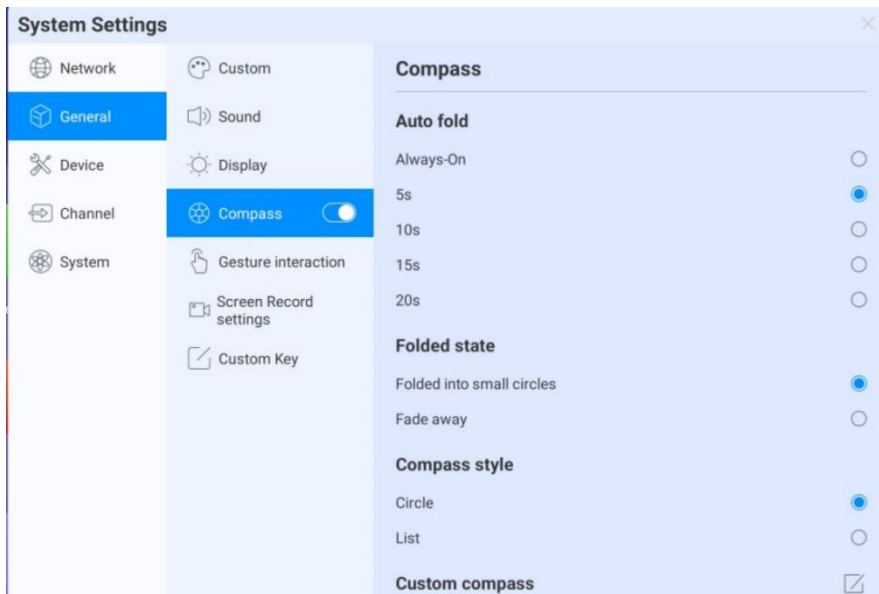 System Settings
Network
General
Device
Channel
System
Custom
Sound
Display
Compass
Gesture interaction
Screen Record
settings
Custom Key
Compass
Auto fold
Always-On
5s
10s
15s
20s
Folded state
Folded into small circles
Fade away
Compass style
Circle
List
Custom compass